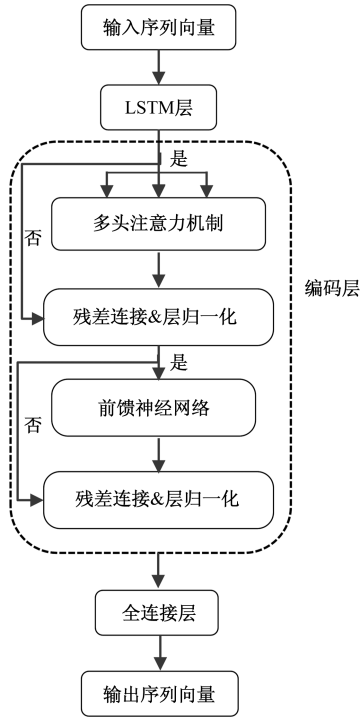 输入序列向量
LSTM层
是
多头注意力机制
否
编码层
残差连接&层归一化
是
前馈神经网络
否
残差连接&层归一化
全连接层
输出序列向量